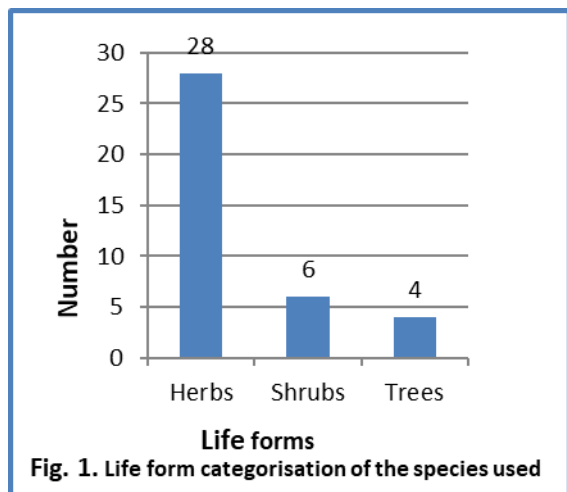 30
25
20
15
10
5
0
28
6
4
Number
Herbs Shrubs Trees
Life forms
Fig. 1. Life form categorisation of the species used